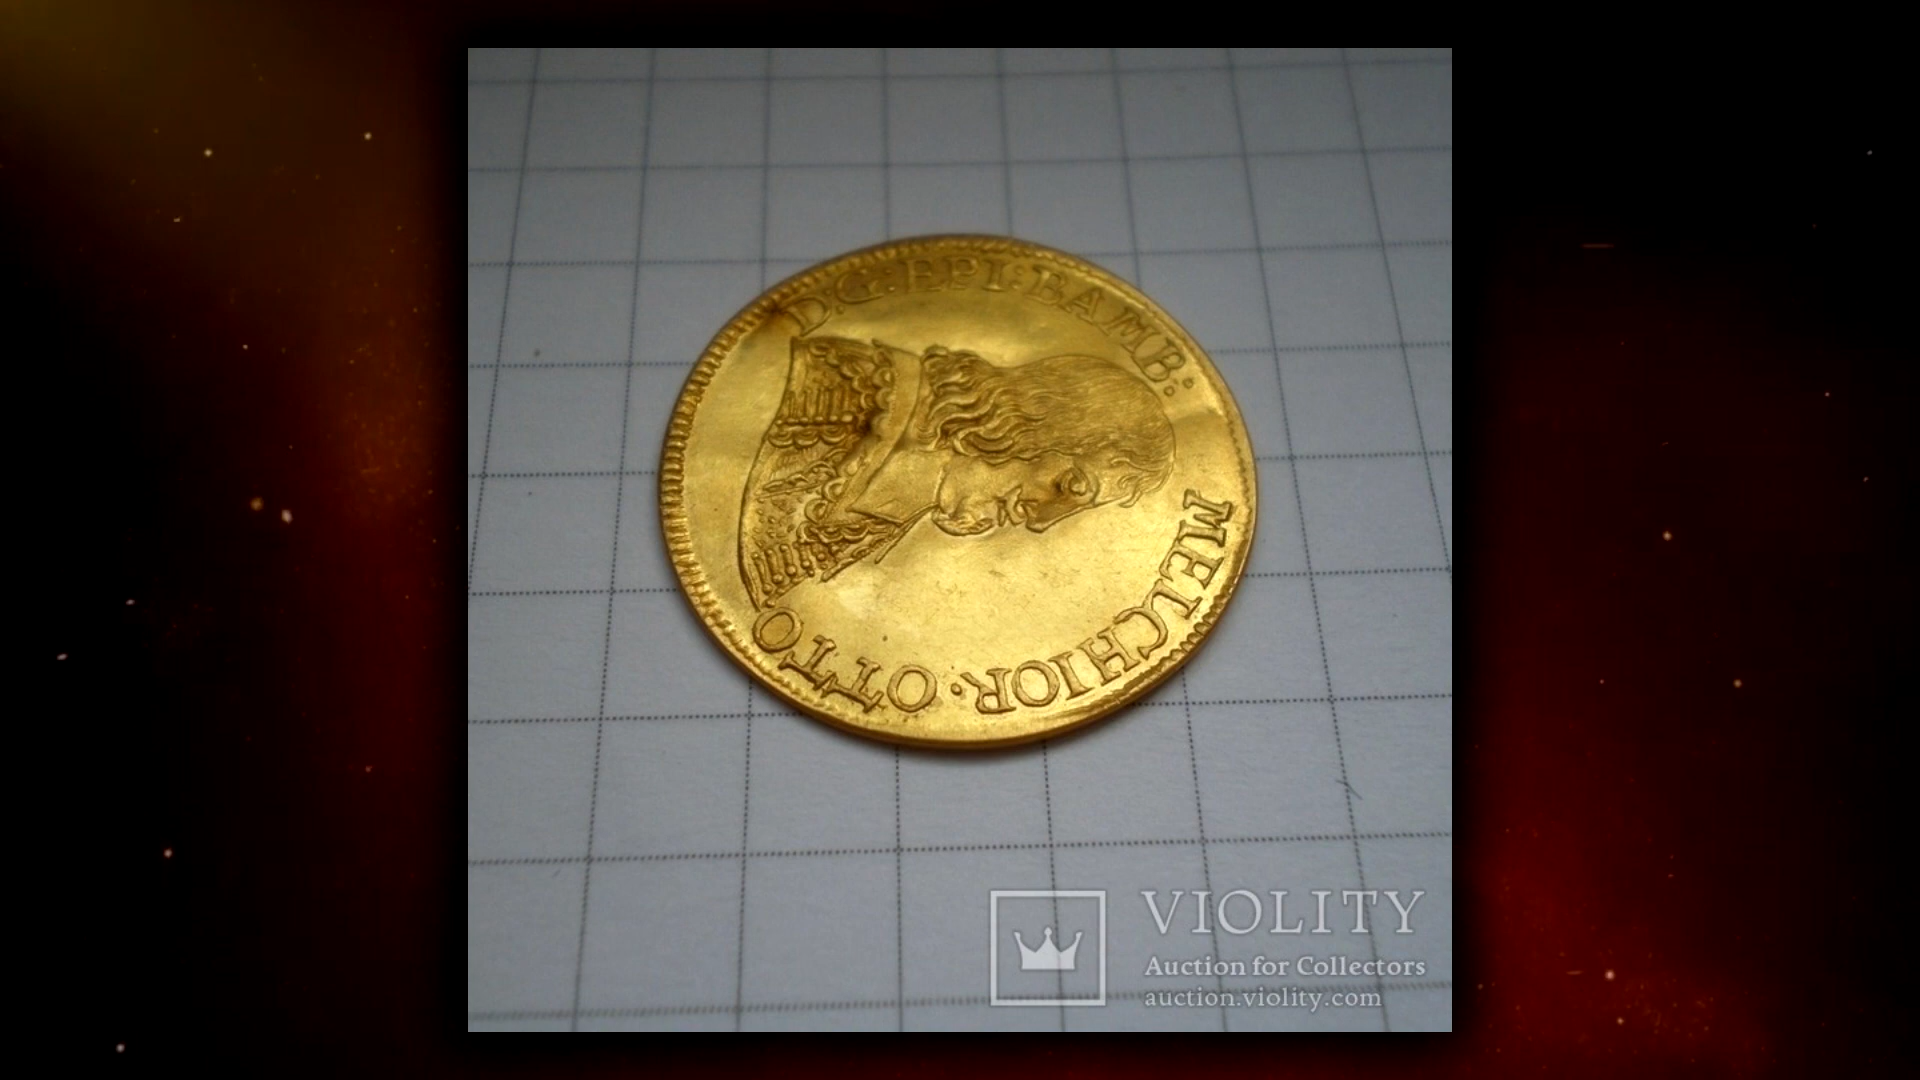 MELCHIOR · OTTO
D.G: EPI: BAMB:
VIOLITY
Auction for Collectors
auction.violity.com